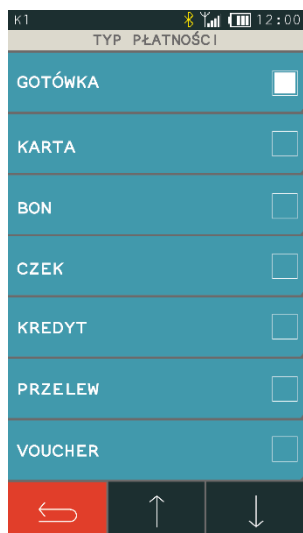 K1 12:00
TYP PŁATNOŚCI
GOTÓWKA
KARTA
BON
CZEK
KREDYT
PRZELEW
VOUCHER